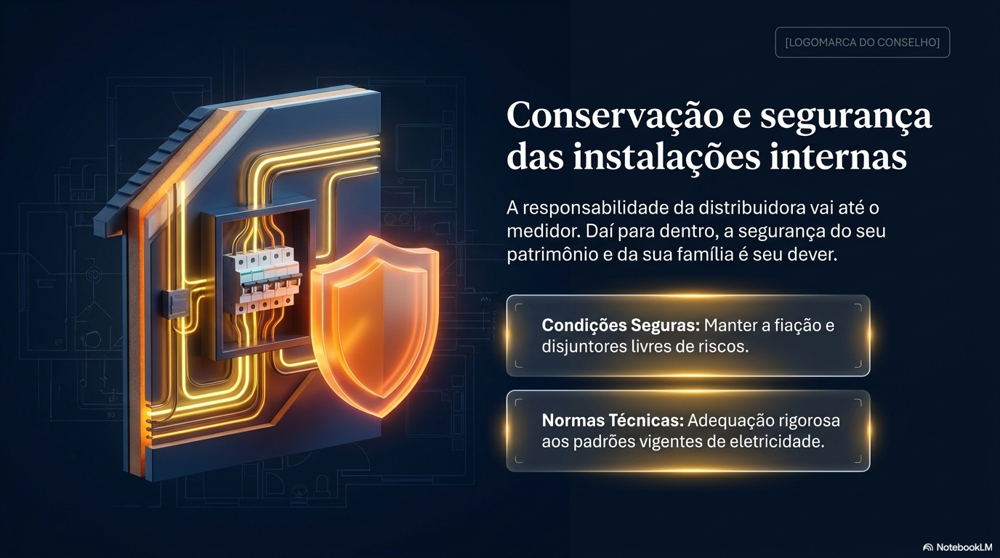 [LOGOMARCA DO CONSELHO]
Conservação e segurança
das instalações internas
A responsabilidade da distribuidora vai até o
medidor. Daí para dentro, a segurança do seu
patrimônio e da sua família é seu dever.
Condições Seguras: Manter a fiação e
disjuntores livres de riscos.
Normas Técnicas: Adequação rigorosa
aos padrões vigentes de eletricidade.
NotebookLM